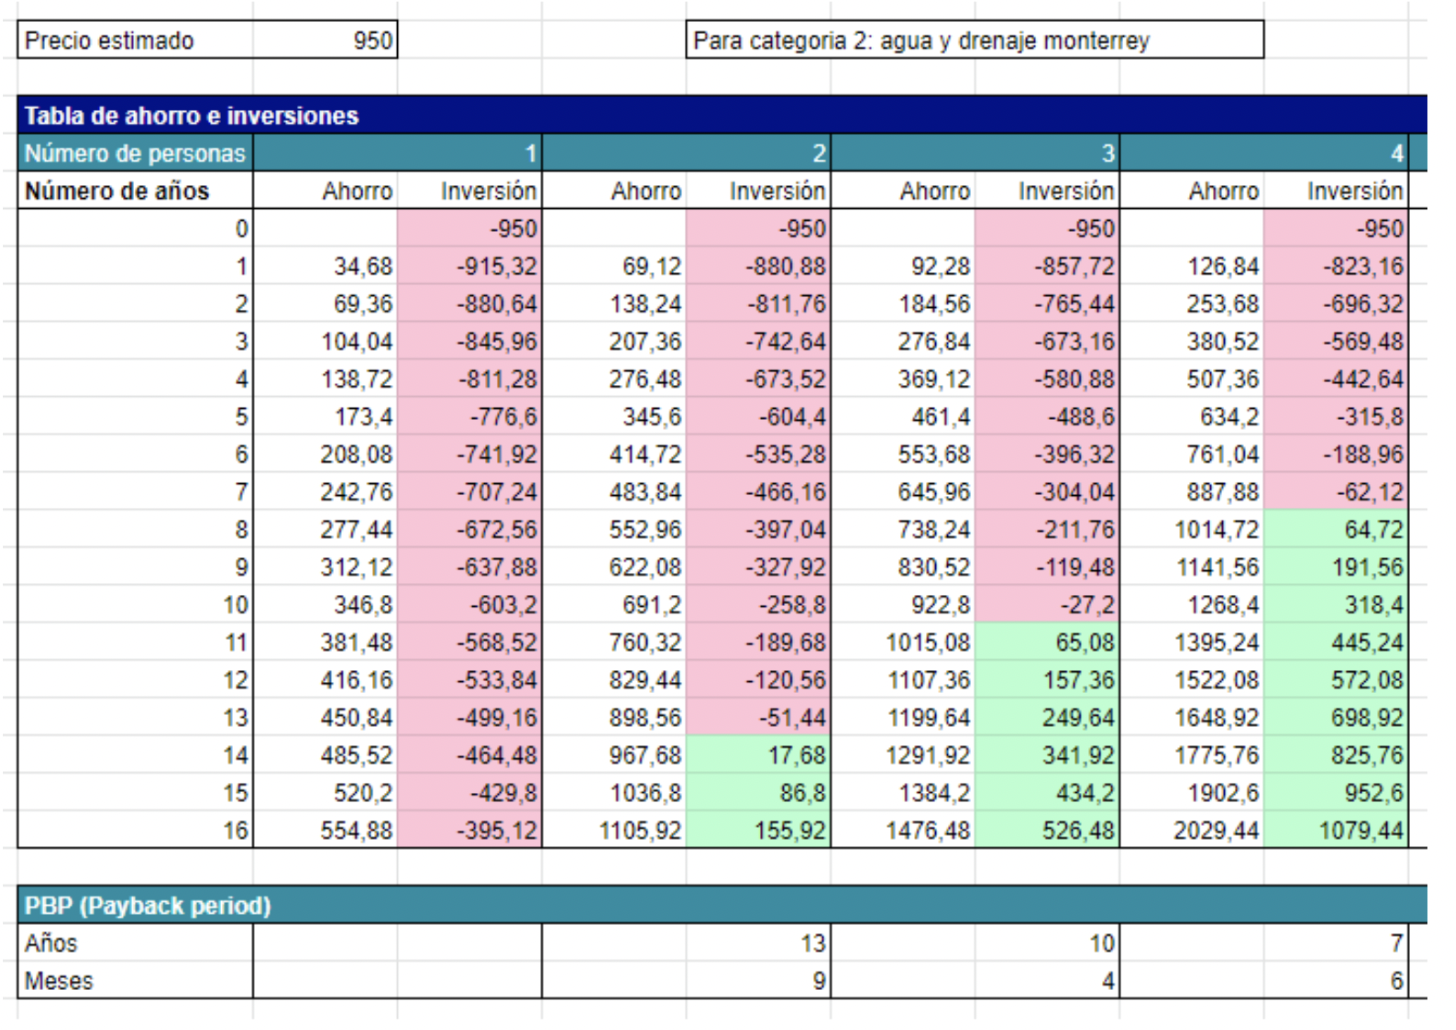 Precio estimado 950 Para categoria 2: agua y drenaje monterrey
Tabla de ahorro e inversiones
Número de personas 1 2 3 4
Número de años Ahorro Inversión Ahorro Inversión Ahorro Inversión Ahorro Inversión
0 -950 -950 -950 -950
1 34,68 -915,32 69,12 -880,88 92,28 -857,72 126,84 -823,16
2 69,36 -880,64 138,24 -811,76 184,56 -765,44 253,68 -696,32
3 104,04 -845,96 207,36 -742,64 276,84 -673,16 380,52 -569,48
4 138,72 -811,28 276,48 -673,52 369,12 -580,88 507,36 -442,64
5 173,4 -776,6 345,6 -604,4 461,4 -488,6 634,2 -315,8
6 208,08 -741,92 414,72 -535,28 553,68 -396,32 761,04 -188,96
7 242,76 -707,24 483,84 -466,16 645,96 -304,04 887,88 -62,12
8 277,44 -672,56 552,96 -397,04 738,24 -211,76 1014,72 64,72
9 312,12 -637,88 622,08 -327,92 830,52 -119,48 1141,56 191,56
10 346,8 -603,2 691,2 -258,8 922,8 -27,2 1268,4 318,4
11 381,48 -568,52 760,32 -189,68 1015,08 65,08 1395,24 445,24
12 416,16 -533,84 829,44 -120,56 1107,36 157,36 1522,08 572,08
13 450,84 -499,16 898,56 -51,44 1199,64 249,64 1648,92 698,92
14 485,52 -464,48 967,68 17,68 1291,92 341,92 1775,76 825,76
15 520,2 -429,8 1036,8 86,8 1384,2 434,2 1902,6 952,6
16 554,88 -395,12 1105,92 155,92 1476,48 526,48 2029,44 1079,44
PBP (Payback period)
Años 13 10 7
Meses 9 4 6